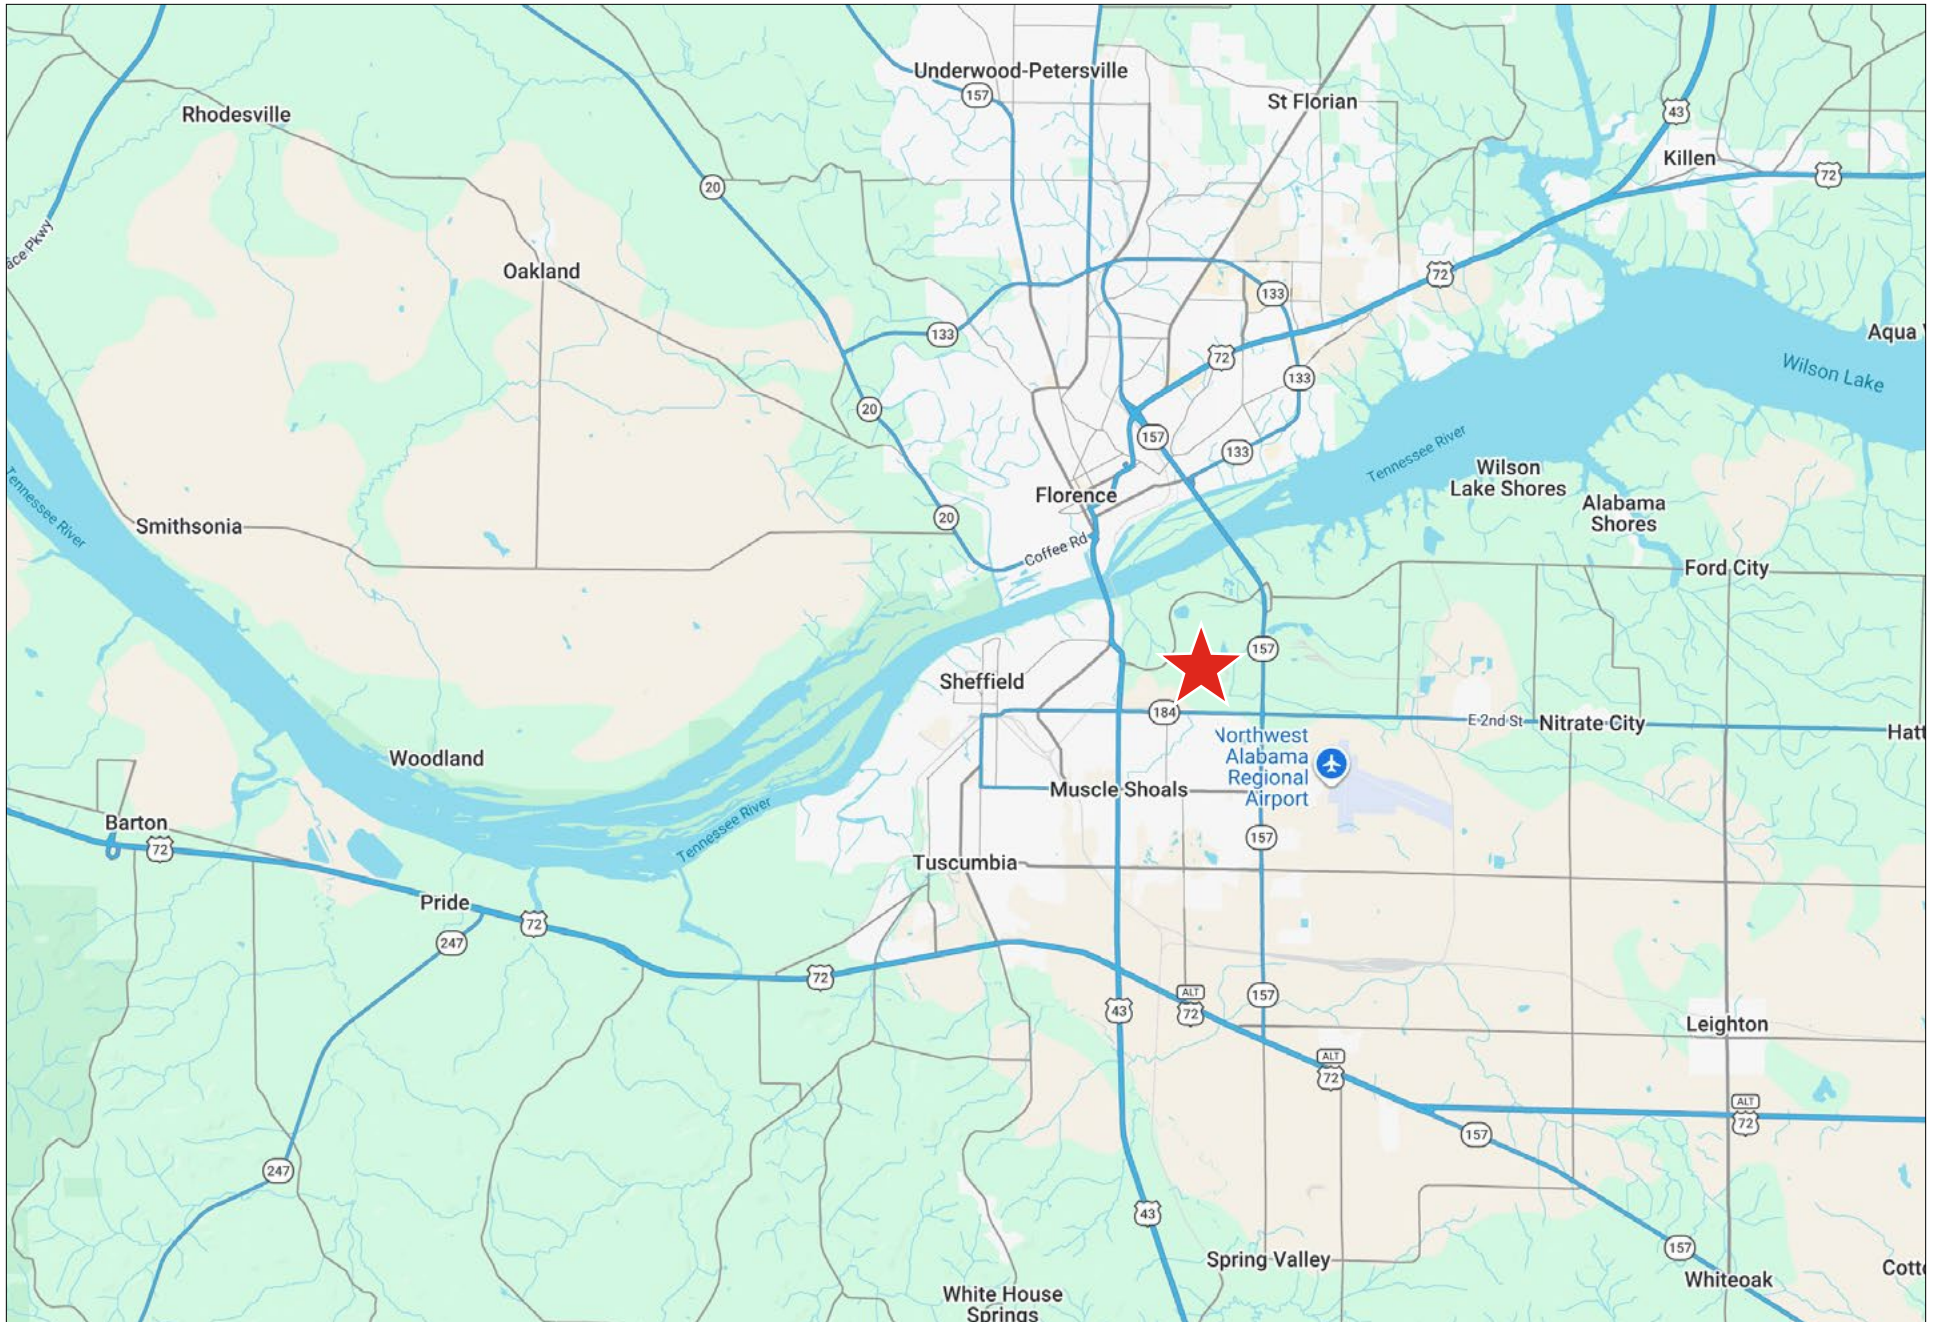 Underwood-Petersville
157
St Florian
Rhodesville
43
Killen
72
20
ace Pkwy
Oakland
72
133
133
Aqua
72
Wilson Lake
133
20
157
133
Tennessee River
Wilson
Lake Shores
Florence
Alabama
Shores
Tennessee River
Smithsonia
20
Coffee Rd
Ford City
157
Sheffield
184
E 2nd St
Nitrate City
Hatt
Northwest
Alabama
Regional
Airport
Woodland
Muscle Shoals
Barton
72
Tennessee River
157
Tuscumbia
Pride
72
247
72
ALT
72
157
43
Leighton
ALT
72
ALT
72
157
247
43
157
Spring Valley
Whiteoak
Cott
White House
Springs